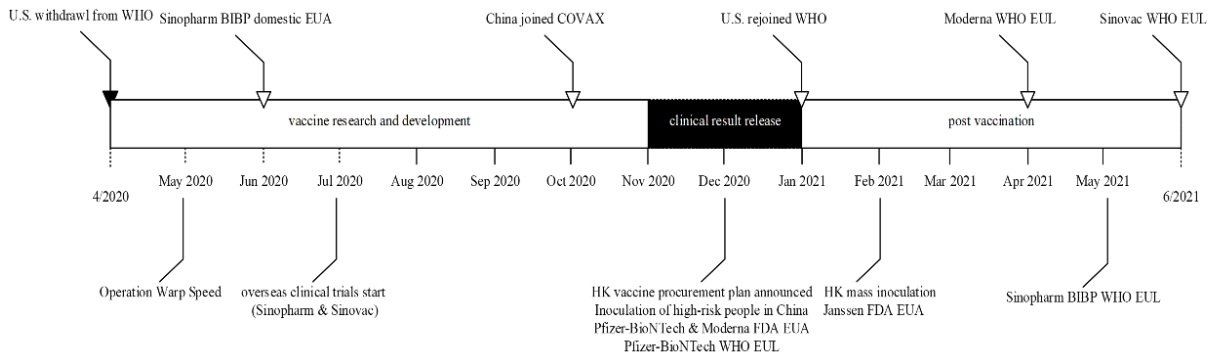 U.S. withdrawl from WHO
Sinopharm BIBP domestic EUA
China joined COVAX
U.S. rejoined WHO
Moderna WHO EUL
Sinovac WHO EUL
vaccine research and development
clinical result release
post vaccination
4/2020
May 2020
Jun 2020
Jul 2020
Aug 2020
Sep 2020
Oct 2020
Nov 2020
Dec 2020
Jan 2021
Feb 2021
Mar 2021
Apr 2021
May 2021
6/2021
Operation Warp Speed
overseas clinical trials start
(Sinopharm & Sinovac)
HK vaccine procurement plan announced
Inoculation of high-risk people in China
Pfizer-BioNTech & Moderna FDA EUA
Pfizer-BioNTech WHO EUL
HK mass inoculation
Janssen FDA EUA
Sinopharm BIBP WHO EUL